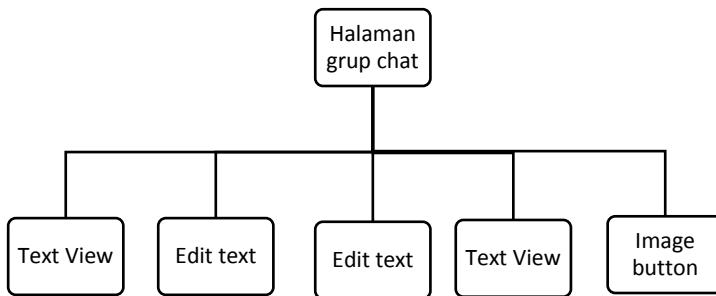 Halaman
grup chat
Text View
Edit text
Edit text
Text View
Image
button